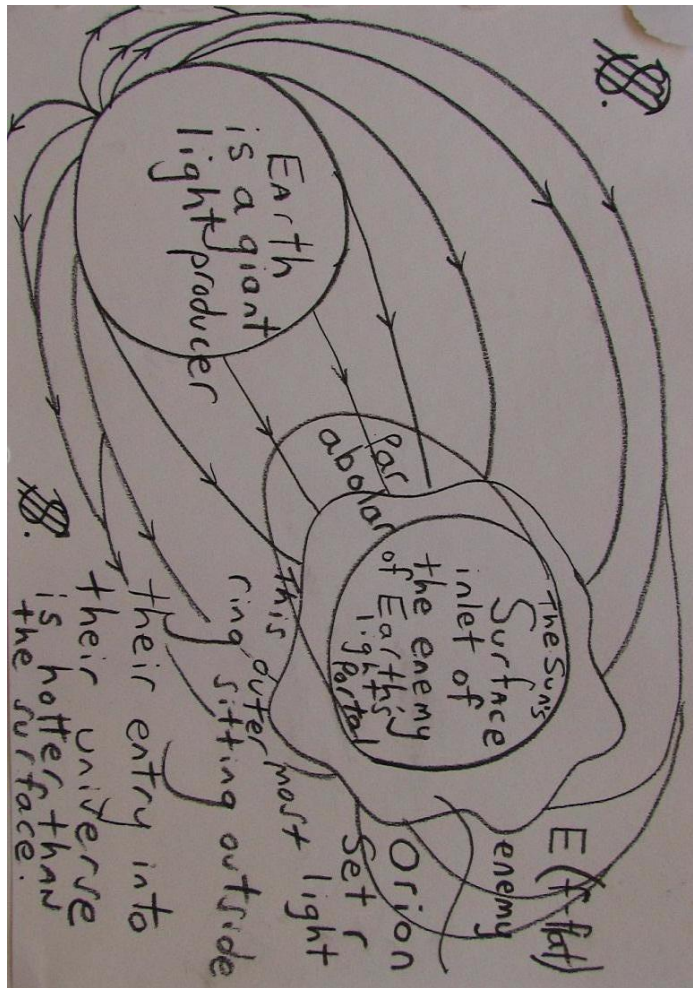 EArth
is a giant
light producer
Par
abolar
The Sun's
Surface
inlet of
the enemy
of Earth's
light's
Portal
E (f-flat)
enemy
Orion
Set r
this outer most light
ring sitting outside
their entry into
their universe
is hotter than
the surface.